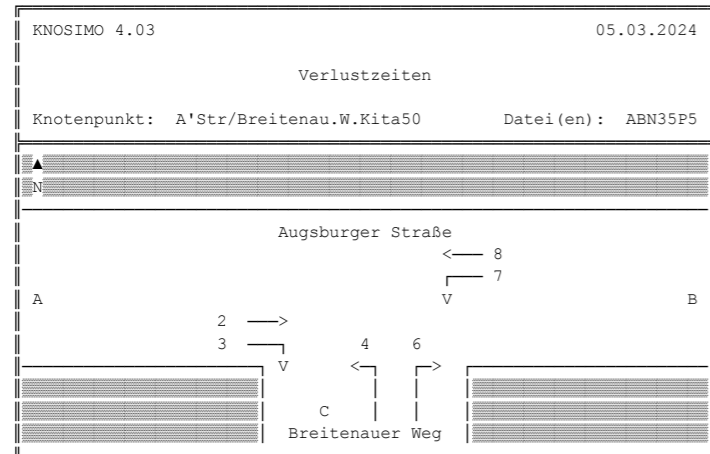 KNOSIMO 4.03 05.03.2024
Verlustzeiten
Knotenpunkt: A'Str/Breitenau.W.Kita50 Datei(en): ABN35P5
N
Augsburger Straße
8
7
A V B
2
3 4 6
V
C
Breitenauer Weg